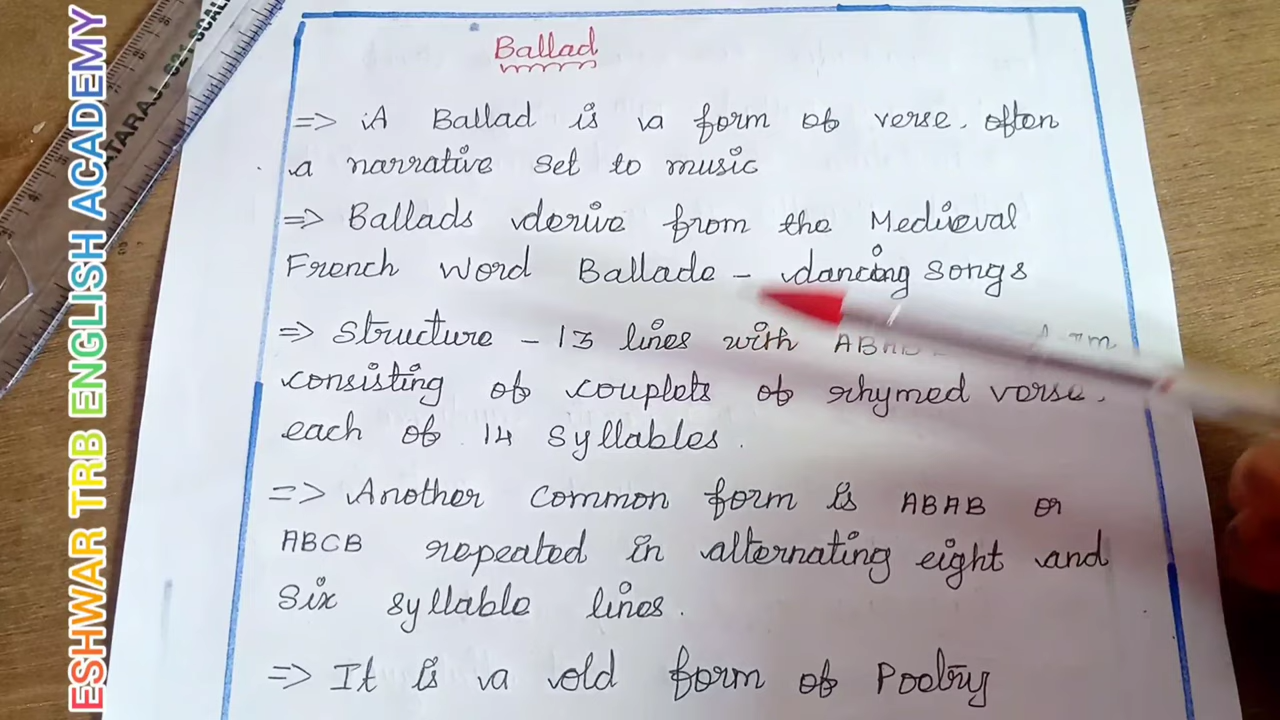 ESHWAR TRB ENGLISH ACADEMY
ATARAJ 621 SCAL
Ballad
=> A Ballad is a form of verse, often
a narrative set to music
=> Ballads derive from the Medieval
French Word Ballade - dancing songs
=> Structure - 13 lines with
consisting of couplets of rhymed verse,
each of 14 syllables.
=> Another common form is ABAB or
ABCB repeated in alternating eight and
Six syllable lines.
=> It is a old form of Poetry